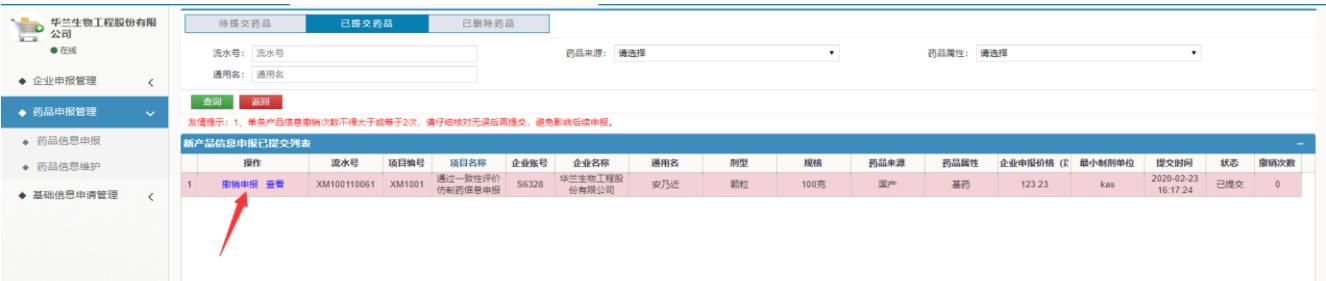 华兰生物工程股份有限
公司
在线
企业申报管理
药品申报管理
药品信息申报
药品信息维护
基础信息申请管理
待提交药品 已提交药品 已删除药品
流水号： 流水号 药品来源： 请选择 药品属性： 请选择
通用名： 通用名
查询 返回
友情提示：1、单条产品信息撤销次数不得大于或等于2次，请仔细核对无误后再提交，避免影响后续申报。
新产品信息申报已提交列表
操作 流水号 项目编号 项目名称 企业账号 企业名称 通用名 剂型 规格 药品来源 药品属性 企业申报价格 最小制剂单位 提交时间 状态 撤销次数
1 撤销申报 查看 XM100110061 XM1001 通过一致性评价仿制药信息申报 S6328 华兰生物工程股份有限公司 安乃近 颗粒 100克 国产 基药 123.23 kas 2020-02-23 16:17:24 已提交 0